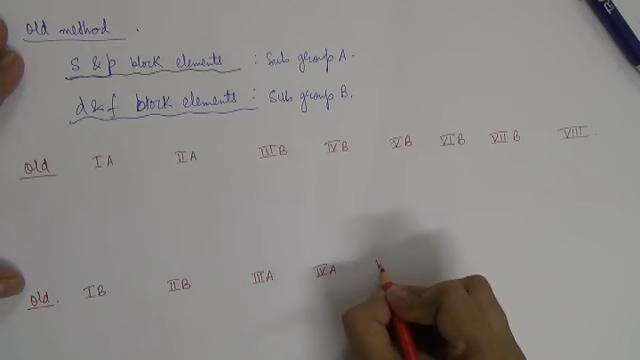 Old method .
s & p block elements : Sub group A.
d & f block elements : Sub group B.
Old IA IIA IIIB IVB VB VIB VIIB VIII
Old. IB IIB IIIA IVA